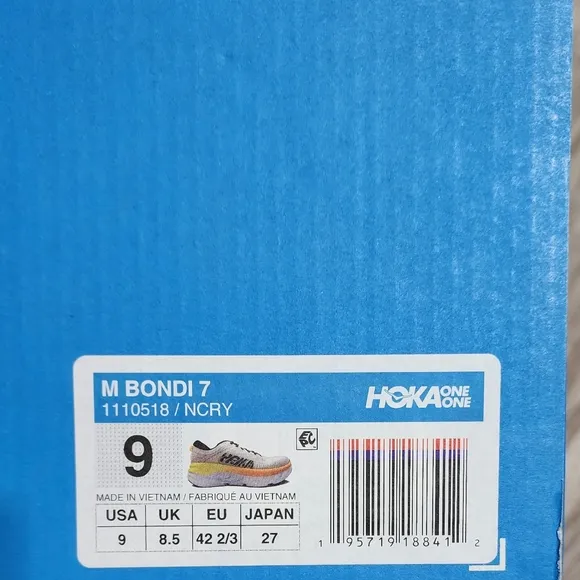 M BONDI 7
1110518 / NCRY
HOKA ONE ONE
9
HOKA
MADE IN VIETNAM / FABRIQUÉ AU VIETNAM
USA UK EU JAPAN
9 8.5 42 2/3 27
1 95719 18841 2